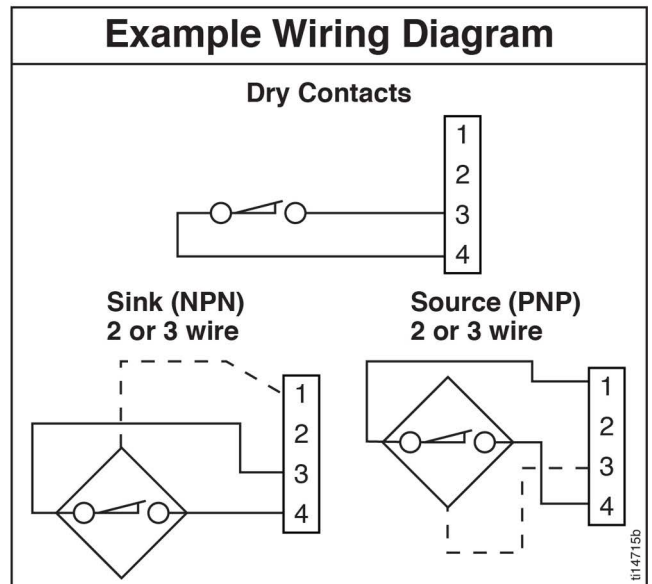 Example Wiring Diagram
Dry Contacts
1
2
3
4
Sink (NPN)
2 or 3 wire
1
2
3
4
Source (PNP)
2 or 3 wire
1
2
3
4
ti14715b